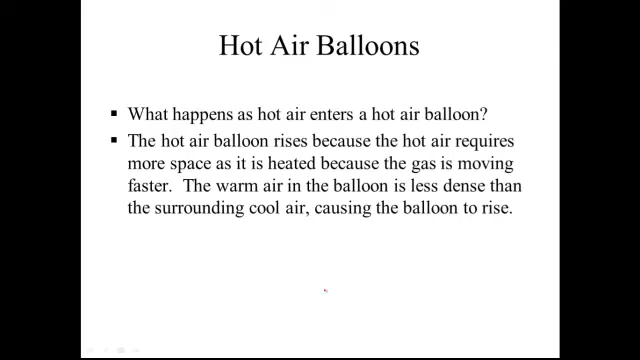 Hot Air Balloons
▪ What happens as hot air enters a hot air balloon?
▪ The hot air balloon rises because the hot air requires
more space as it is heated because the gas is moving
faster.  The warm air in the balloon is less dense than
the surrounding cool air, causing the balloon to rise.